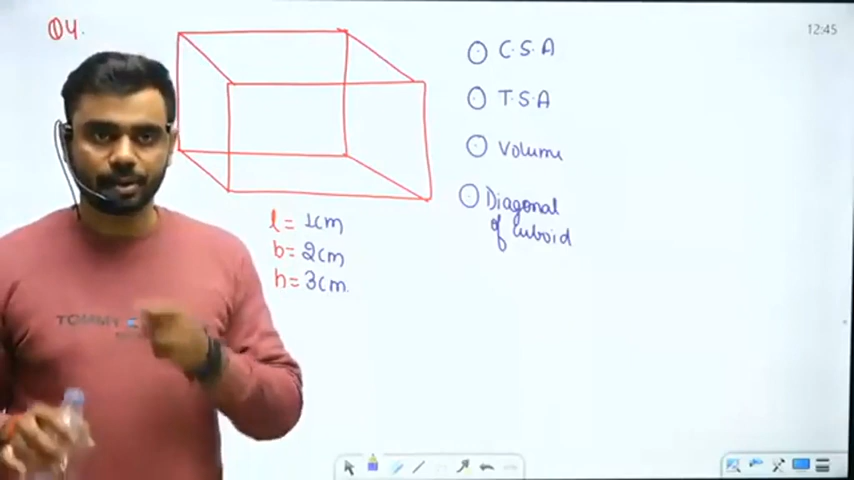 Q4.
12:45
C.S.A
T.S.A
Volume
Diagonal
of Cuboid
l = 1cm
b = 2cm
h = 3cm.
TOMMY